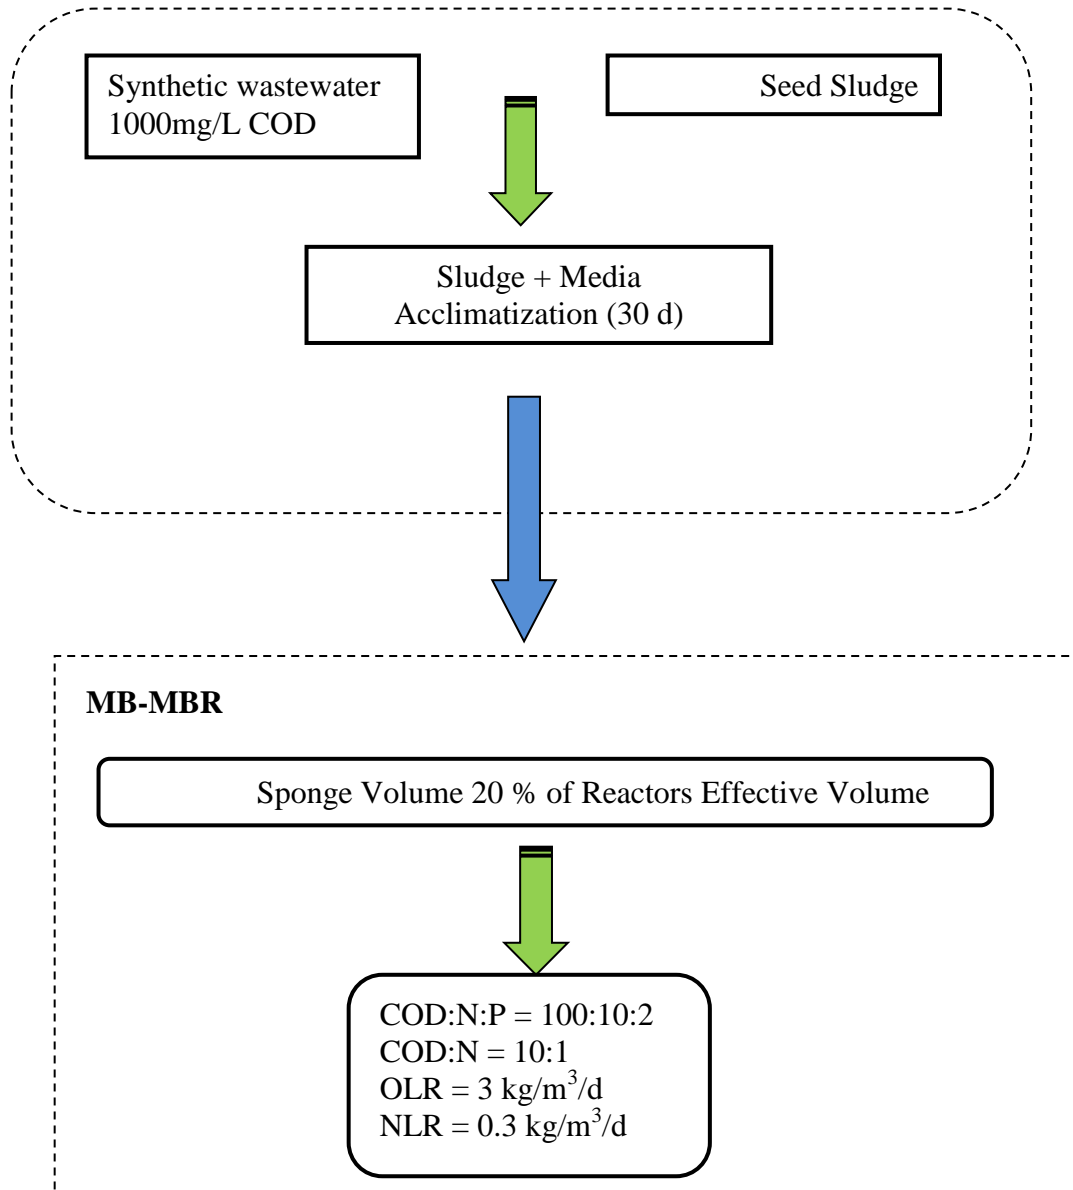 Synthetic wastewater
1000mg/L COD
Seed Sludge
Sludge + Media
Acclimatization (30 d)
MB-MBR
Sponge Volume 20 % of Reactors Effective Volume
COD:N:P = 100:10:2
COD:N = 10:1
OLR = 3 kg/m³/d
NLR = 0.3 kg/m³/d